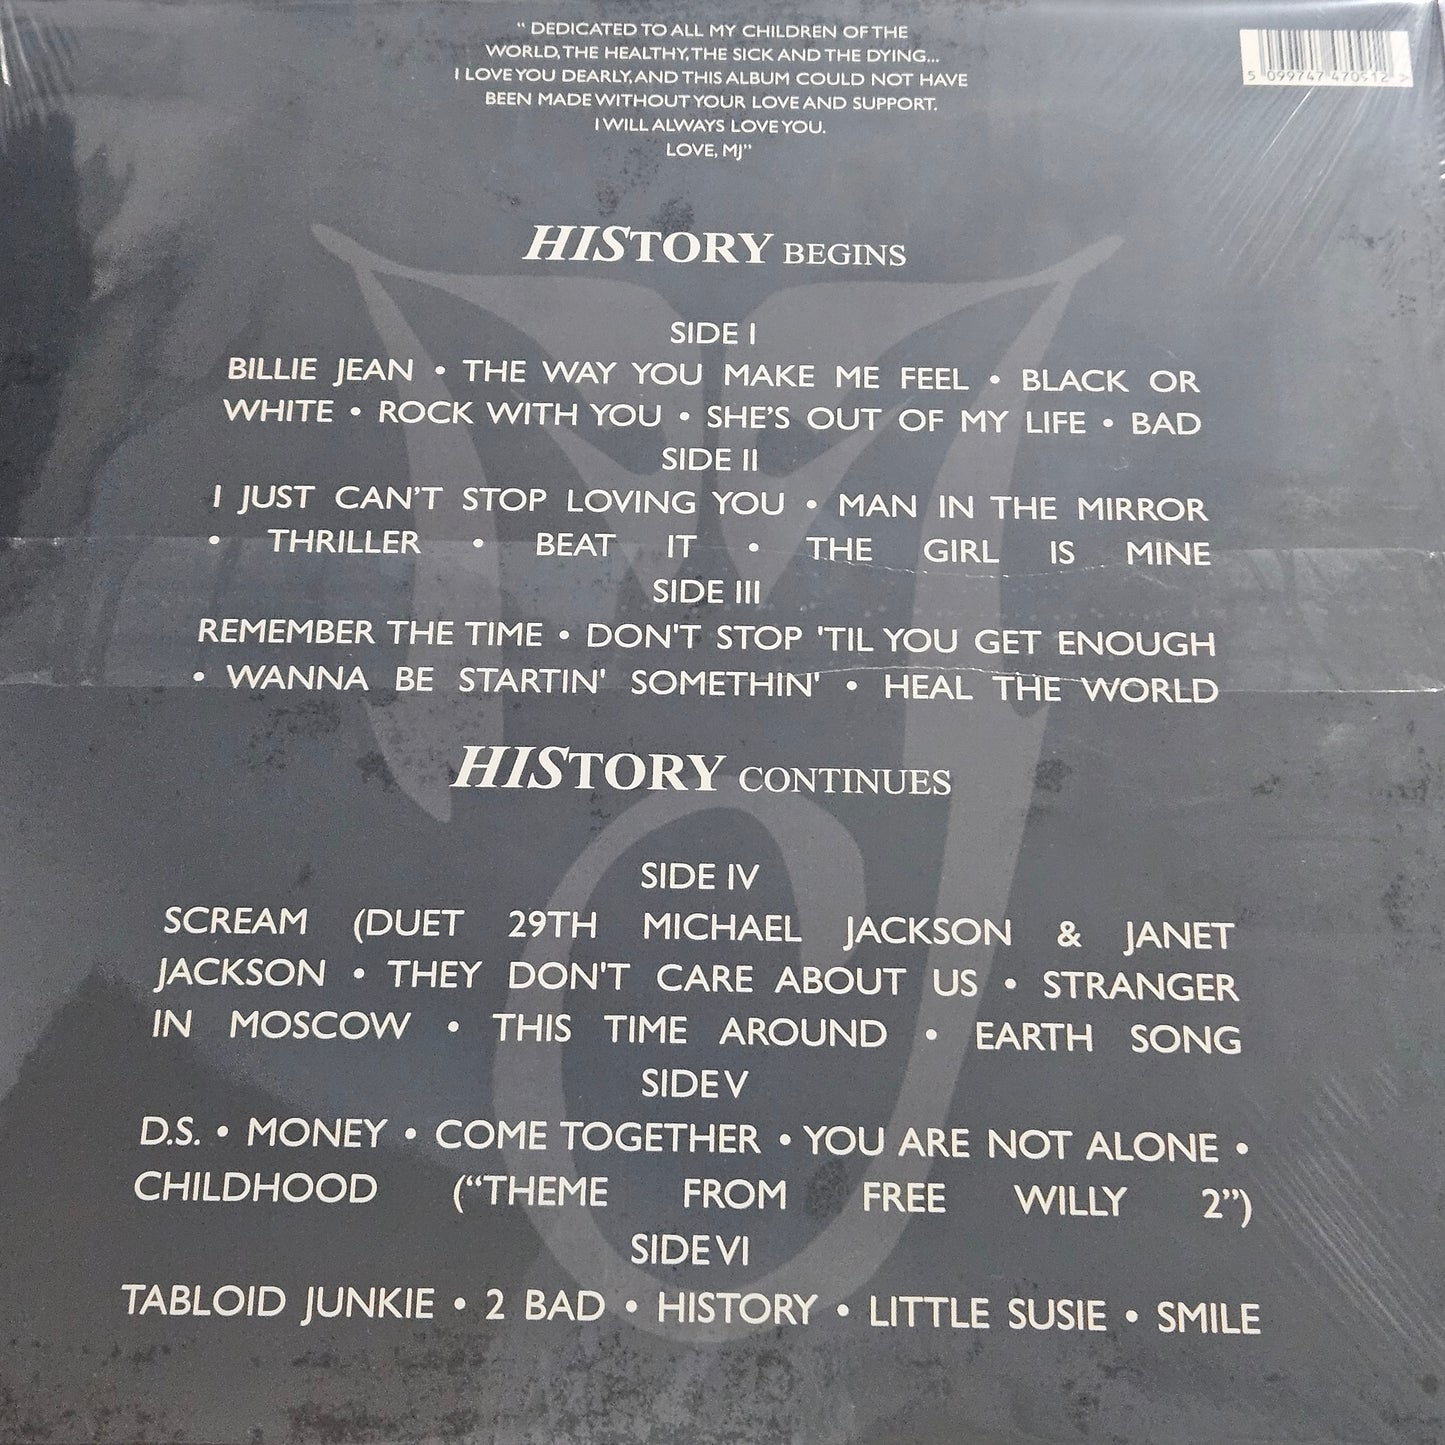 " DEDICATED TO ALL MY CHILDREN OF THE
WORLD, THE HEALTHY, THE SICK AND THE DYING...
I LOVE YOU DEARLY, AND THIS ALBUM COULD NOT HAVE
BEEN MADE WITHOUT YOUR LOVE AND SUPPORT.
I WILL ALWAYS LOVE YOU.
LOVE, MJ"
5 099747 470512 >
HISTORY BEGINS
SIDE I
BILLIE JEAN • THE WAY YOU MAKE ME FEEL • BLACK OR
WHITE • ROCK WITH YOU • SHE'S OUT OF MY LIFE • BAD
SIDE II
I JUST CAN'T STOP LOVING YOU • MAN IN THE MIRROR
• THRILLER • BEAT IT • THE GIRL IS MINE
SIDE III
REMEMBER THE TIME • DON'T STOP 'TIL YOU GET ENOUGH
• WANNA BE STARTIN' SOMETHIN' • HEAL THE WORLD
HISTORY CONTINUES
SIDE IV
SCREAM (DUET 29TH MICHAEL JACKSON & JANET
JACKSON • THEY DON'T CARE ABOUT US • STRANGER
IN MOSCOW • THIS TIME AROUND • EARTH SONG
SIDE V
D.S. • MONEY • COME TOGETHER • YOU ARE NOT ALONE •
CHILDHOOD ("THEME FROM FREE WILLY 2")
SIDE VI
TABLOID JUNKIE • 2 BAD • HISTORY • LITTLE SUSIE • SMILE